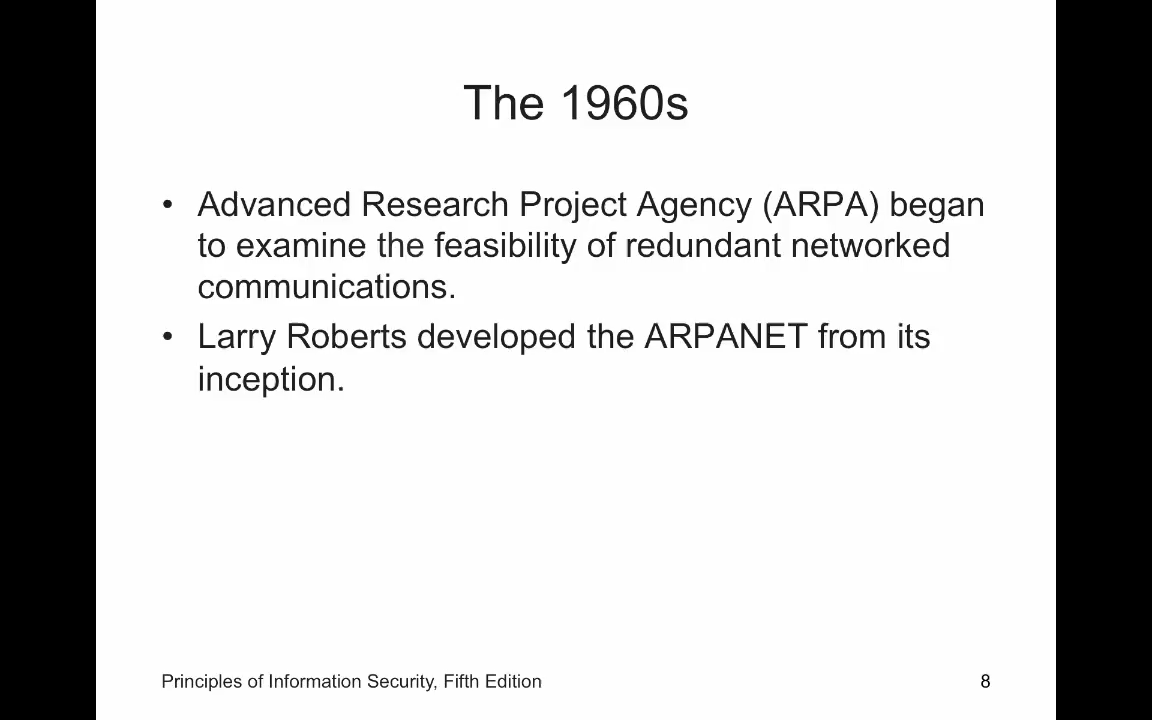 The 1960s
• Advanced Research Project Agency (ARPA) began
to examine the feasibility of redundant networked
communications.
• Larry Roberts developed the ARPANET from its
inception.
Principles of Information Security, Fifth Edition
8